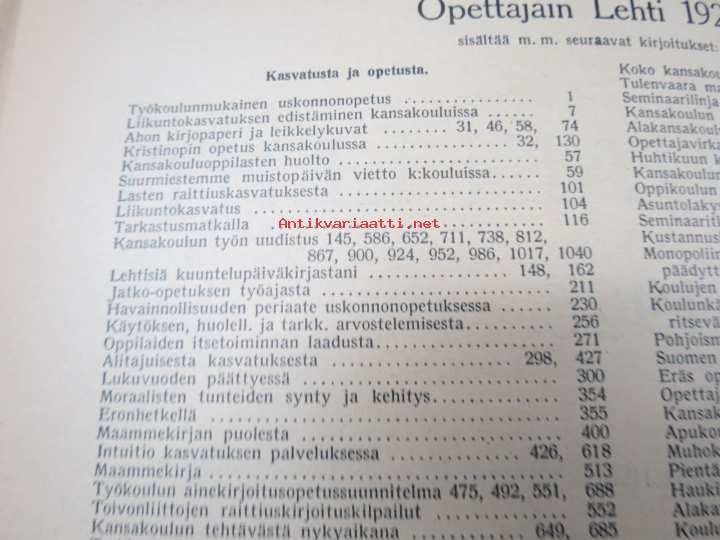 Opettajain Lehti 192
sisältää m. m. seuraavat kirjoitukset:
Kasvatusta ja opetusta.
Työkoulunmukainen uskonnonopetus ................ 1
Liikuntokasvatuksen edistäminen kansakouluissa ...... 7
Ahon kirjopaperi ja leikkelykuvat ........ 31, 46, 58, 74
Kristinopin opetus kansakoulussa .................. 32, 130
Kansakouluoppilasten huolto ...................... 57
Suurmiestemme muistopäivän vietto k:kouluissa....... 59
Lasten raittiuskasvatuksesta ...................... 101
Liikuntokasvatus ................................ 104
Tarkastusmatkalla ................................ 116
Antikvariaatti.net
Kansakoulun työn uudistus 145, 586, 652, 711, 738, 812,
867, 900, 924, 952, 986, 1017, 1040
Lehtisiä kuuntelupäiväkirjastani ................ 148, 162
Jatko-opetuksen työajasta ........................ 211
Havainnollisuuden periaate uskonnonopetuksessa ...... 230
Käytöksen, huolell. ja tarkk. arvostelemisesta.......... 256
Oppilaiden itsetoiminnan laadusta.................. 271
Alitajuisesta kasvatuksesta .................... 298, 427
Lukuvuoden päättyessä .......................... 300
Moraalisten tunteiden synty ja kehitys.............. 354
Eronhetkellä .................................... 355
Maammekirjan puolesta .......................... 400
Intuitio kasvatuksen palveluksessa .............. 426, 618
Maammekirja .................................... 513
Työkoulun ainekirjoitusopetussuunnitelma 475, 492, 551, 688
Toivonliittojen raittiuskirjoituskilpailut ............ 552
Kansakoulun tehtävästä nykyaikana ............ 649, 685
Koko kansakou
Tulenvaara ma
Seminaarilinja
Kansakoulun
Alakansakoulu
Opettajavirka
Huhtikuun k
Kansakoulun
Oppikoulun
Asuntolakys
Seminaaritil
Kustannus
Monopoliin
päädytt
Koulujen
Koulunkä
ritsevä
Pohjoism
Suomen
Eräs op
Opettaj
Kansak
Apukou
Muhok
Pientä
Hauki
Alaka
Koulu